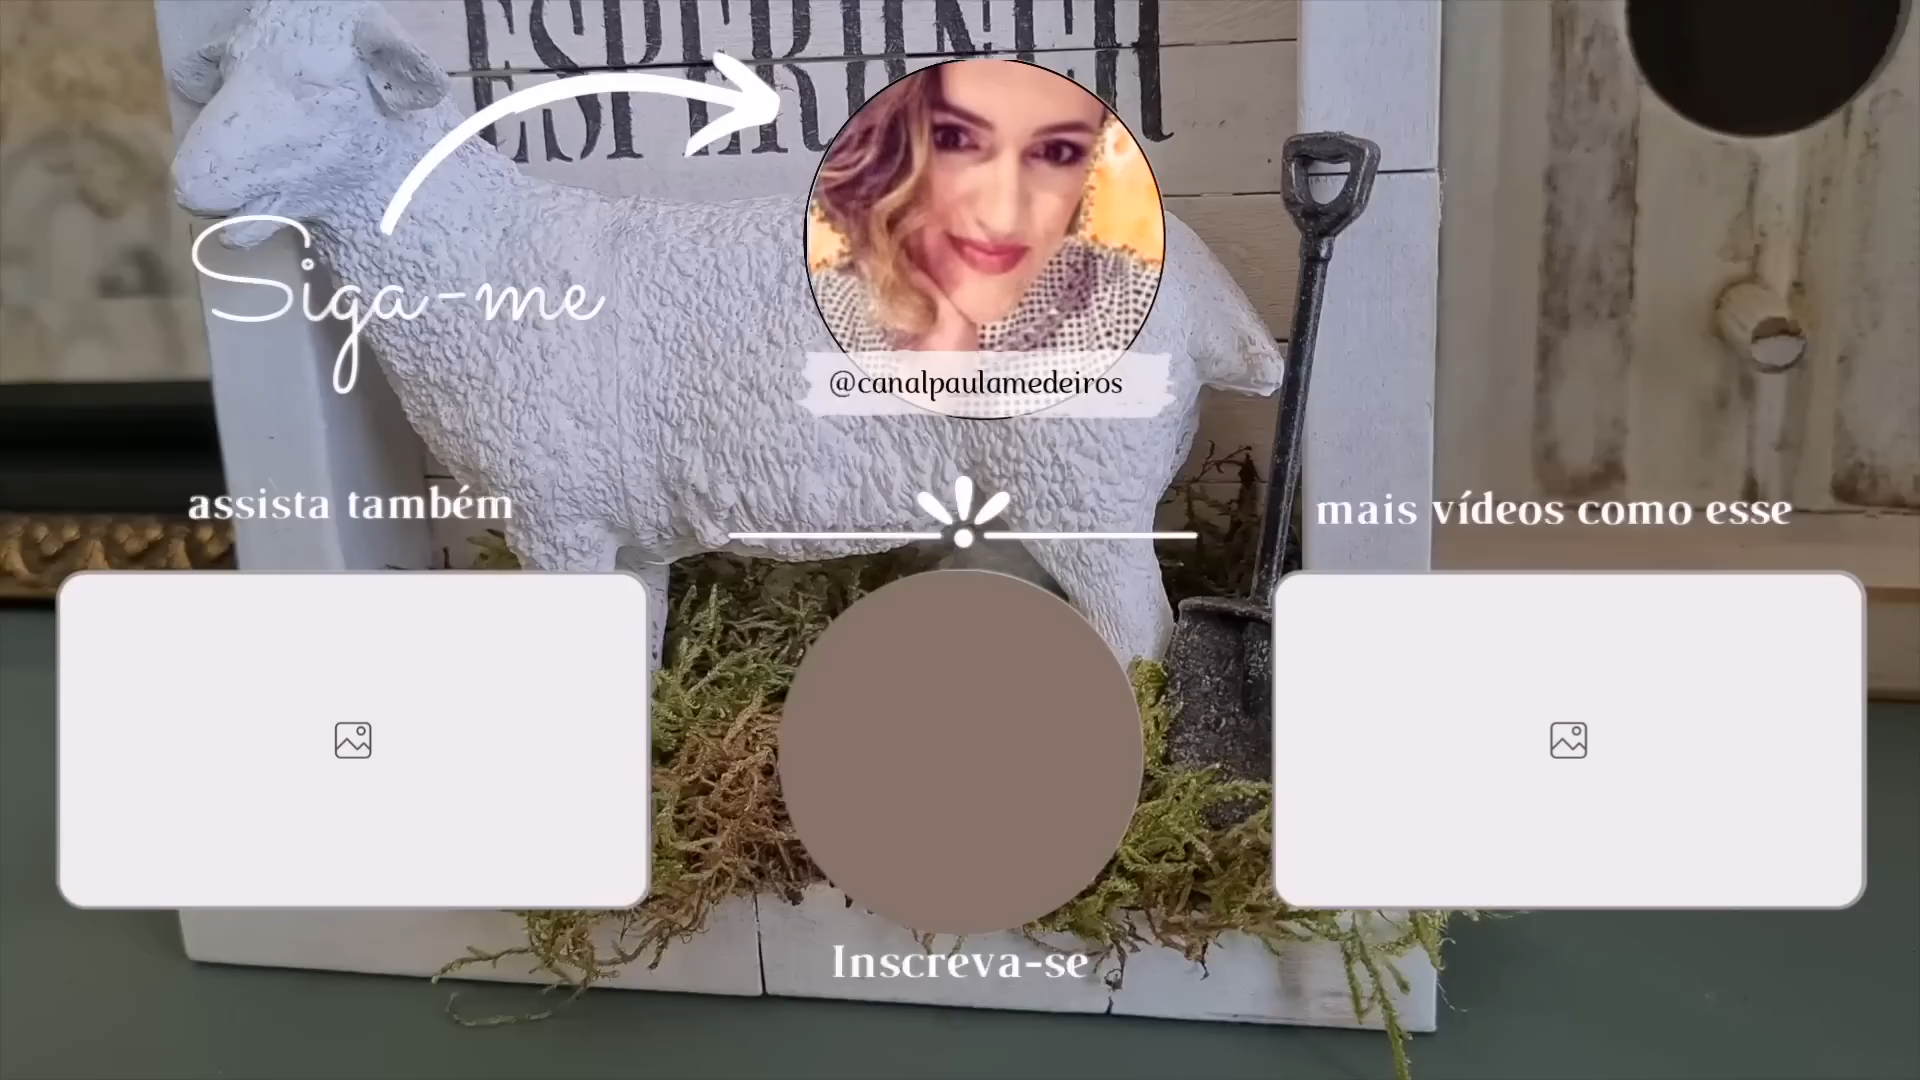 Siga-me
@canalpaulamedeiros
assista também
mais vídeos como esse
Inscreva-se